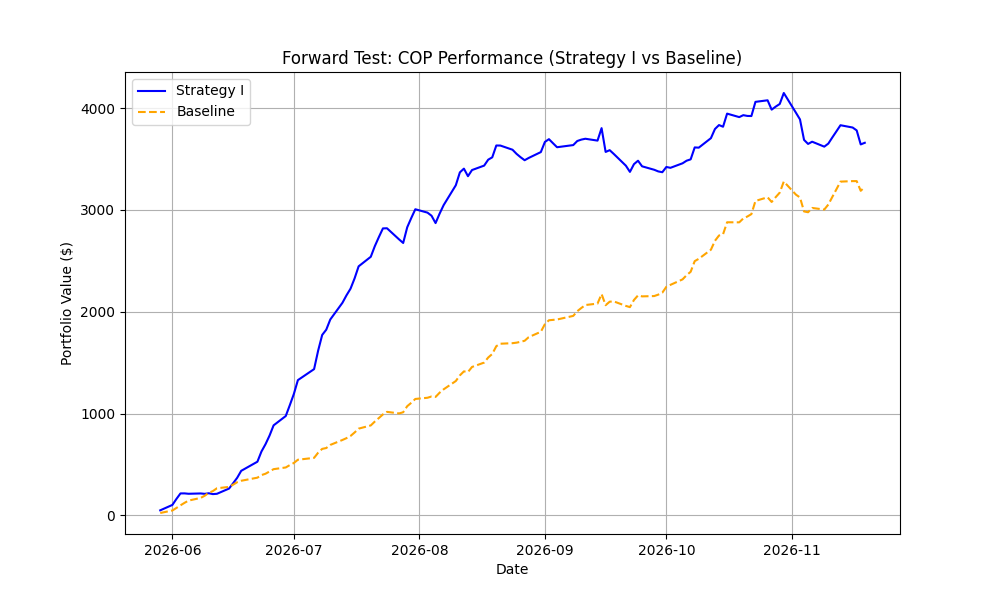 Forward Test: COP Performance (Strategy I vs Baseline)
Strategy I
Baseline
Portfolio Value ($)
4000
3000
2000
1000
0
2026-06
2026-07
2026-08
2026-09
2026-10
2026-11
Date